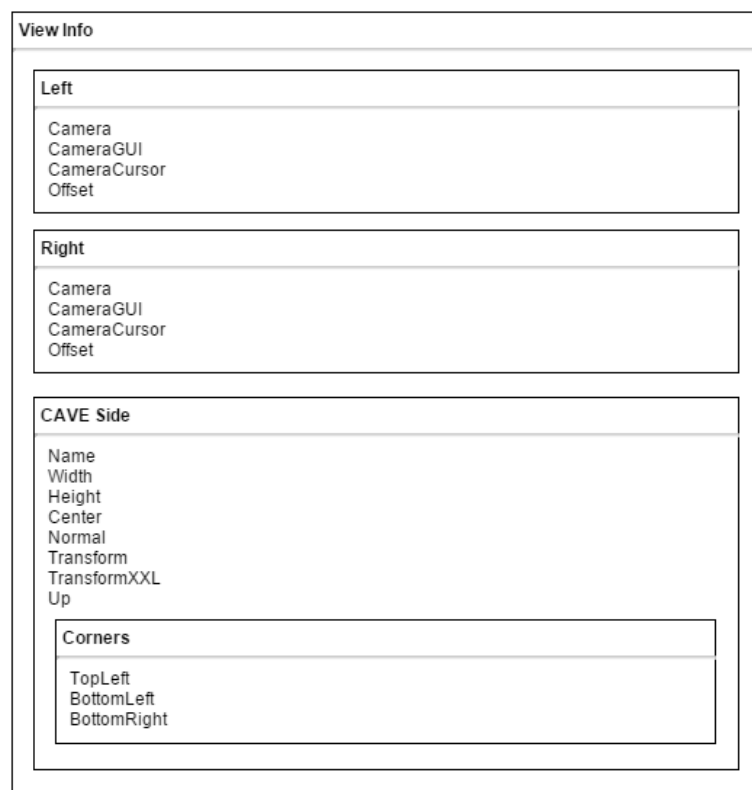 View Info
Left
Camera
CameraGUI
CameraCursor
Offset
Right
Camera
CameraGUI
CameraCursor
Offset
CAVE Side
Name
Width
Height
Center
Normal
Transform
TransformXXL
Up
Corners
TopLeft
BottomLeft
BottomRight